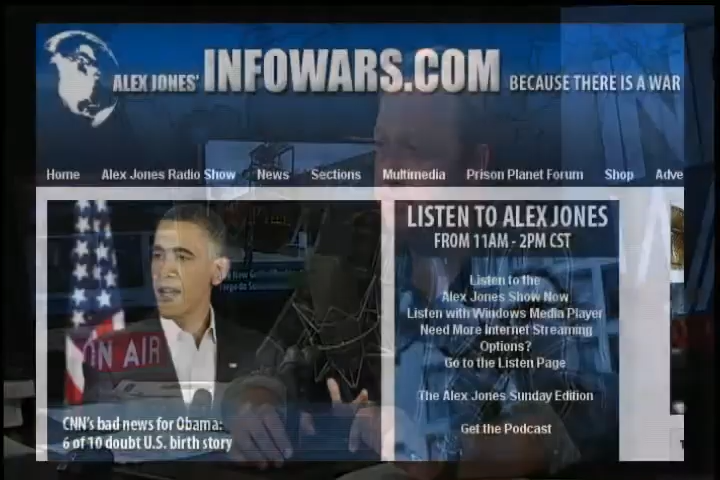 ALEX JONES' INFOWARS.COM BECAUSE THERE IS A WAR
Home Alex Jones Radio Show News Sections Multimedia Prison Planet Forum Shop Adve
LISTEN TO ALEX JONES
FROM 11AM - 2PM CST
Listen to the
Alex Jones Show Now
Listen with Windows Media Player
Need More Internet Streaming
Options?
Go to the Listen Page
The Alex Jones Sunday Edition
Get the Podcast
ON AIR
CNN's bad news for Obama:
6 of 10 doubt U.S. birth story